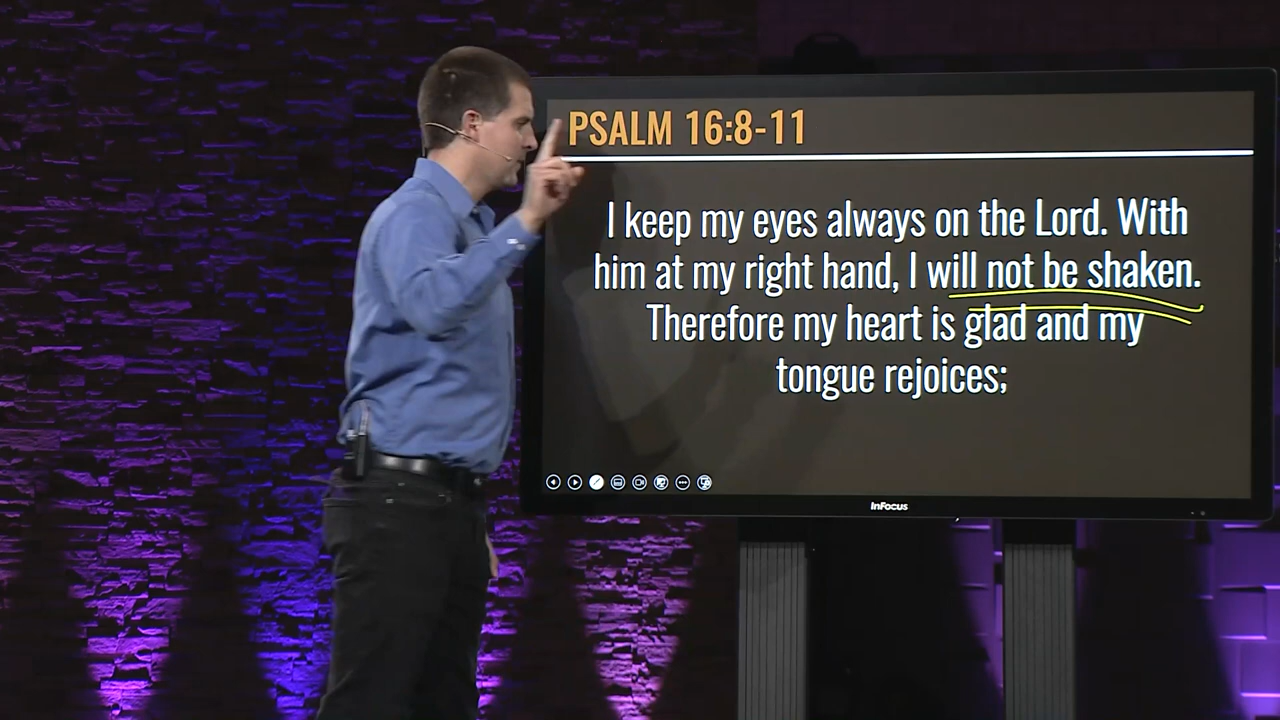 PSALM 16:8-11
I keep my eyes always on the Lord. With
him at my right hand, I will not be shaken.
Therefore my heart is glad and my
tongue rejoices;
InFocus